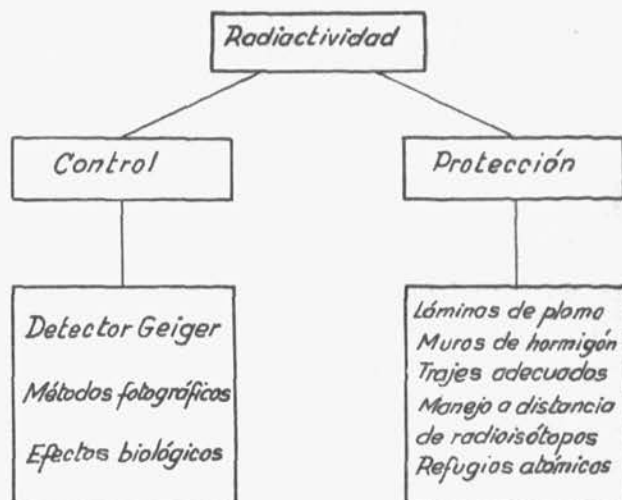 Radiactividad
Control
Protección
Detector Geiger
Métodos fotográficos
Efectos biológicos
Láminas de plomo
Muros de hormigón
Trajes adecuados
Manejo a distancia
de radioisótopos
Refugios atómicos